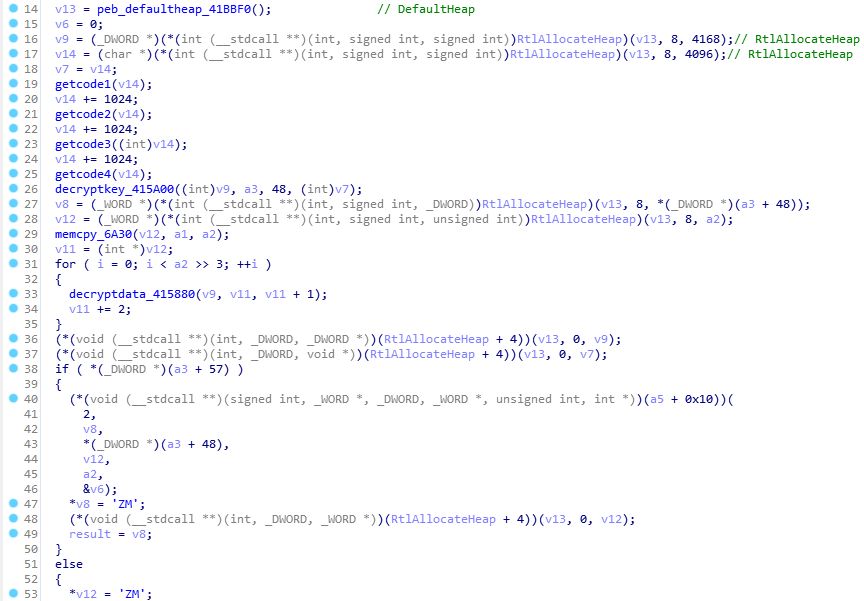 14 v13 = peb_defaultheap_41BBF0(); // DefaultHeap
15 v6 = 0;
16 v9 = (_DWORD *)(*(int (__stdcall **)(int, signed int, signed int))RtlAllocateHeap)(v13, 8, 4168);// RtlAllocateHeap
17 v14 = (char *)(*(int (__stdcall **)(int, signed int, signed int))RtlAllocateHeap)(v13, 8, 4096);// RtlAllocateHeap
18 v7 = v14;
19 getcode1(v14);
20 v14 += 1024;
21 getcode2(v14);
22 v14 += 1024;
23 getcode3((int)v14);
24 v14 += 1024;
25 getcode4(v14);
26 decryptkey_415A00((int)v9, a3, 48, (int)v7);
27 v8 = (_WORD *)(*(int (__stdcall **)(int, signed int, _DWORD))RtlAllocateHeap)(v13, 8, *(_DWORD *)(a3 + 48));
28 v12 = (_WORD *)(*(int (__stdcall **)(int, signed int, unsigned int))RtlAllocateHeap)(v13, 8, a2);
29 memcpy_6A30(v12, a1, a2);
30 v11 = (int *)v12;
31 for ( i = 0; i < a2 >> 3; ++i )
32 {
33 decryptdata_415880(v9, v11, v11 + 1);
34 v11 += 2;
35 }
36 (*(void (__stdcall **)(int, _DWORD, _DWORD *))(RtlAllocateHeap + 4))(v13, 0, v9);
37 (*(void (__stdcall **)(int, _DWORD, void *))(RtlAllocateHeap + 4))(v13, 0, v7);
38 if ( *(_DWORD *)(a3 + 57) )
39 {
40 (*(void (__stdcall **)(signed int, _WORD *, _DWORD, _WORD *, unsigned int, int *))(a5 + 0x10))(
41 2,
42 v8,
43 *(_DWORD *)(a3 + 48),
44 v12,
45 a2,
46 &v6);
47 *v8 = 'ZM';
48 (*(void (__stdcall **)(int, _DWORD, _WORD *))(RtlAllocateHeap + 4))(v13, 0, v12);
49 result = v8;
50 }
51 else
52 {
53 *v12 = 'ZM';